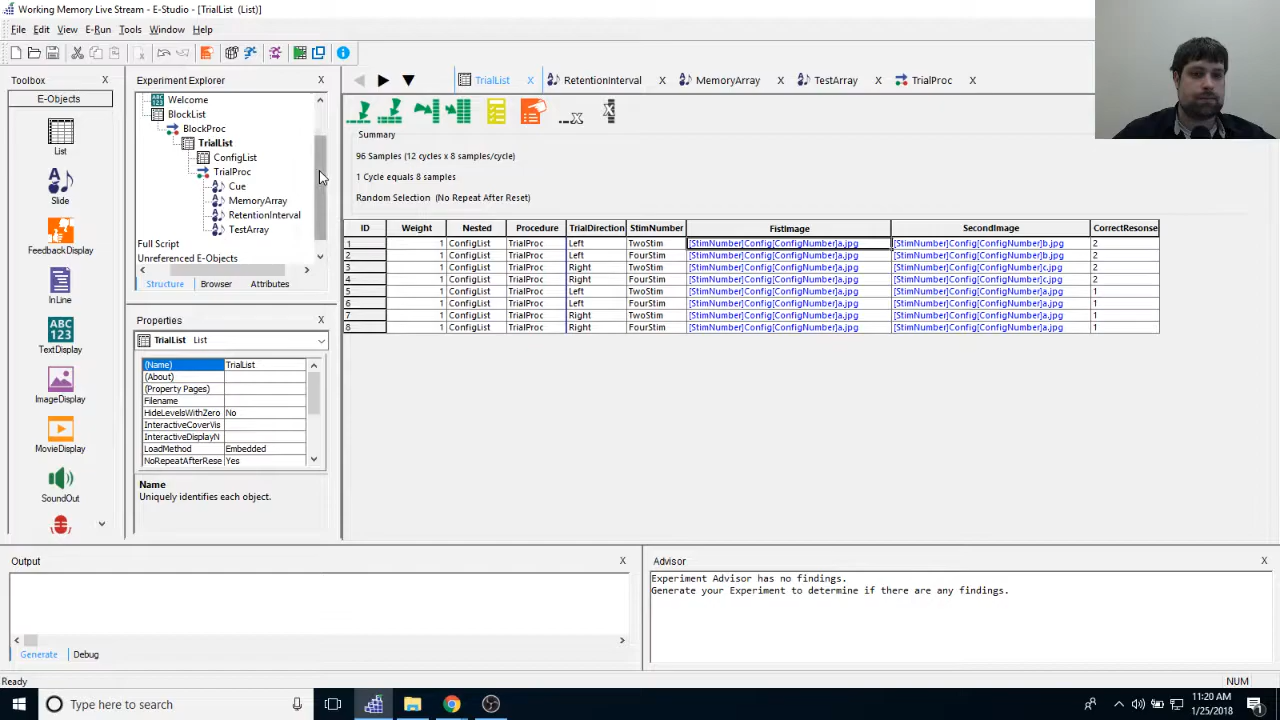 Working Memory Live Stream - E-Studio - [TrialList (List)]
File Edit View E-Run Tools Window Help
Toolbox X
Experiment Explorer X
TrialList X RetentionInterval X MemoryArray X TestArray X TrialProc X
E-Objects
List
Slide
FeedbackDisplay
InLine
ABC
TextDisplay
ImageDisplay
MovieDisplay
SoundOut
Welcome
BlockList
BlockProc
TrialList
ConfigList
TrialProc
Cue
MemoryArray
RetentionInterval
TestArray
Full Script
Unreferenced E-Objects
Structure Browser Attributes
Properties X
TrialList List
(Name) TrialList
(About)
(Property Pages)
Filename
HideLevelsWithZero No
InteractiveCoverVis
InteractiveDisplayN
LoadMethod Embedded
NoRepeatAfterRese Yes
Name
Uniquely identifies each object.
Summary
96 Samples (12 cycles x 8 samples/cycle)
1 Cycle equals 8 samples
Random Selection (No Repeat After Reset)
ID Weight Nested Procedure TrialDirection StimNumber FistImage SecondImage CorrectResonse
1 1 ConfigList TrialProc Left TwoStim [StimNumber]Config[ConfigNumber]a.jpg [StimNumber]Config[ConfigNumber]b.jpg 2
2 1 ConfigList TrialProc Left FourStim [StimNumber]Config[ConfigNumber]a.jpg [StimNumber]Config[ConfigNumber]b.jpg 2
3 1 ConfigList TrialProc Right TwoStim [StimNumber]Config[ConfigNumber]a.jpg [StimNumber]Config[ConfigNumber]c.jpg 2
4 1 ConfigList TrialProc Right FourStim [StimNumber]Config[ConfigNumber]a.jpg [StimNumber]Config[ConfigNumber]c.jpg 2
5 1 ConfigList TrialProc Left TwoStim [StimNumber]Config[ConfigNumber]a.jpg [StimNumber]Config[ConfigNumber]a.jpg 1
6 1 ConfigList TrialProc Left FourStim [StimNumber]Config[ConfigNumber]a.jpg [StimNumber]Config[ConfigNumber]a.jpg 1
7 1 ConfigList TrialProc Right TwoStim [StimNumber]Config[ConfigNumber]a.jpg [StimNumber]Config[ConfigNumber]a.jpg 1
8 1 ConfigList TrialProc Right FourStim [StimNumber]Config[ConfigNumber]a.jpg [StimNumber]Config[ConfigNumber]a.jpg 1
Output X
Generate Debug
Advisor X
Experiment Advisor has no findings.
Generate your Experiment to determine if there are any findings.
Ready NUM
Type here to search
11:20 AM
1/25/2018
1